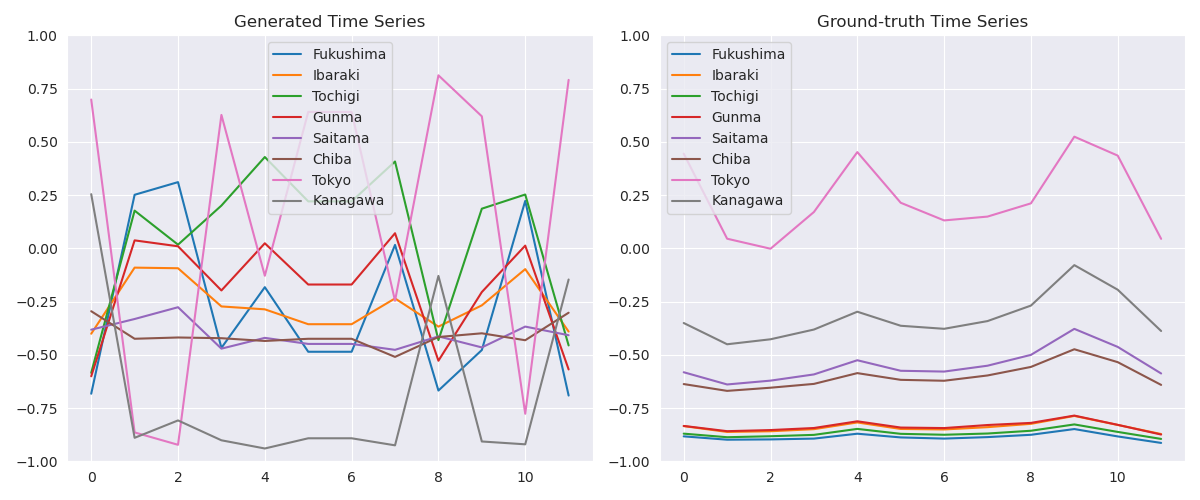 Generated Time Series
1.00
0.75
0.50
0.25
0.00
−0.25
−0.50
−0.75
−1.00
0 2 4 6 8 10
Fukushima
Ibaraki
Tochigi
Gunma
Saitama
Chiba
Tokyo
Kanagawa
Ground-truth Time Series
1.00
0.75
0.50
0.25
0.00
−0.25
−0.50
−0.75
−1.00
0 2 4 6 8 10
Fukushima
Ibaraki
Tochigi
Gunma
Saitama
Chiba
Tokyo
Kanagawa